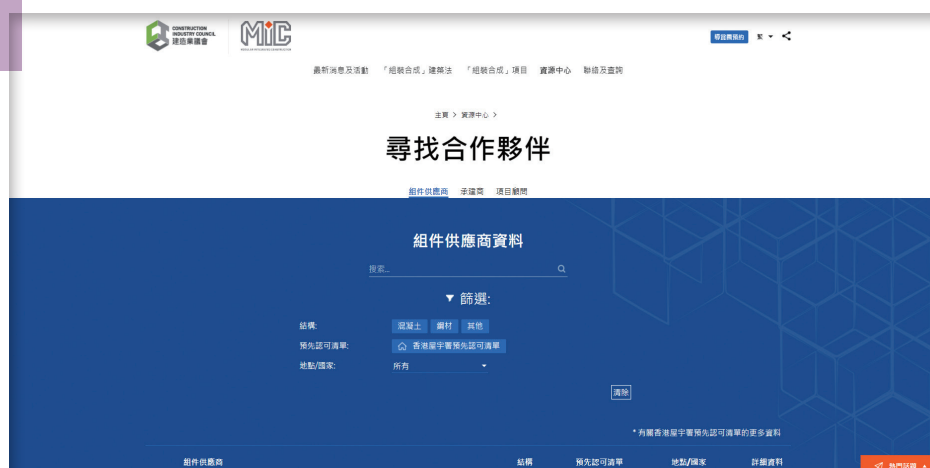 CONSTRUCTION
INDUSTRY COUNCIL
建造業議會
MiC
MODULAR INTEGRATED CONSTRUCTION
導賞團預約 繁
最新消息及活動 「組裝合成」建築法 「組裝合成」項目 資源中心 聯絡及查詢
主頁 > 資源中心 >
尋找合作夥伴
組件供應商 承建商 項目顧問
組件供應商資料
搜索...
篩選:
結構: 混凝土 鋼材 其他
預先認可清單: 香港屋宇署預先認可清單
地點/國家: 所有
清除
*有關香港屋宇署預先認可清單的更多資料
組件供應商 結構 預先認可清單 地點/國家 詳細資料